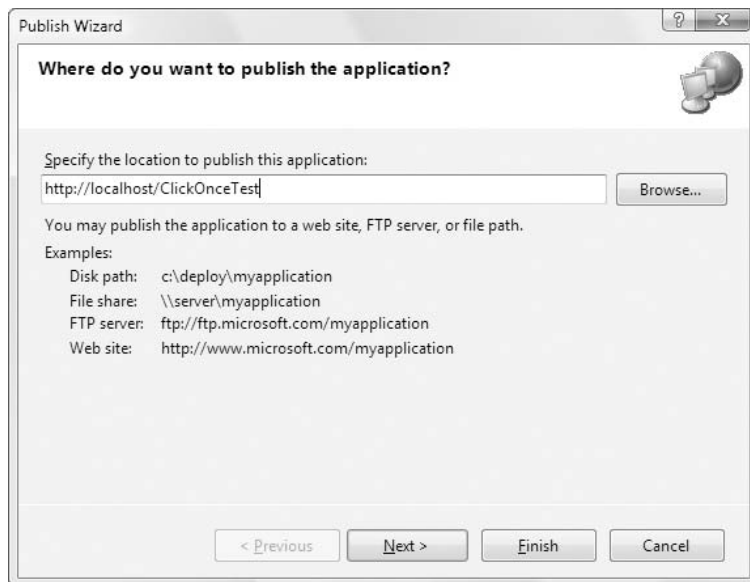 Publish Wizard
Where do you want to publish the application?
Specify the location to publish this application:
http://localhost/ClickOnceTest
Browse...
You may publish the application to a web site, FTP server, or file path.
Examples:
Disk path: c:\deploy\myapplication
File share: \\server\myapplication
FTP server: ftp://ftp.microsoft.com/myapplication
Web site: http://www.microsoft.com/myapplication
< Previous
Next >
Finish
Cancel